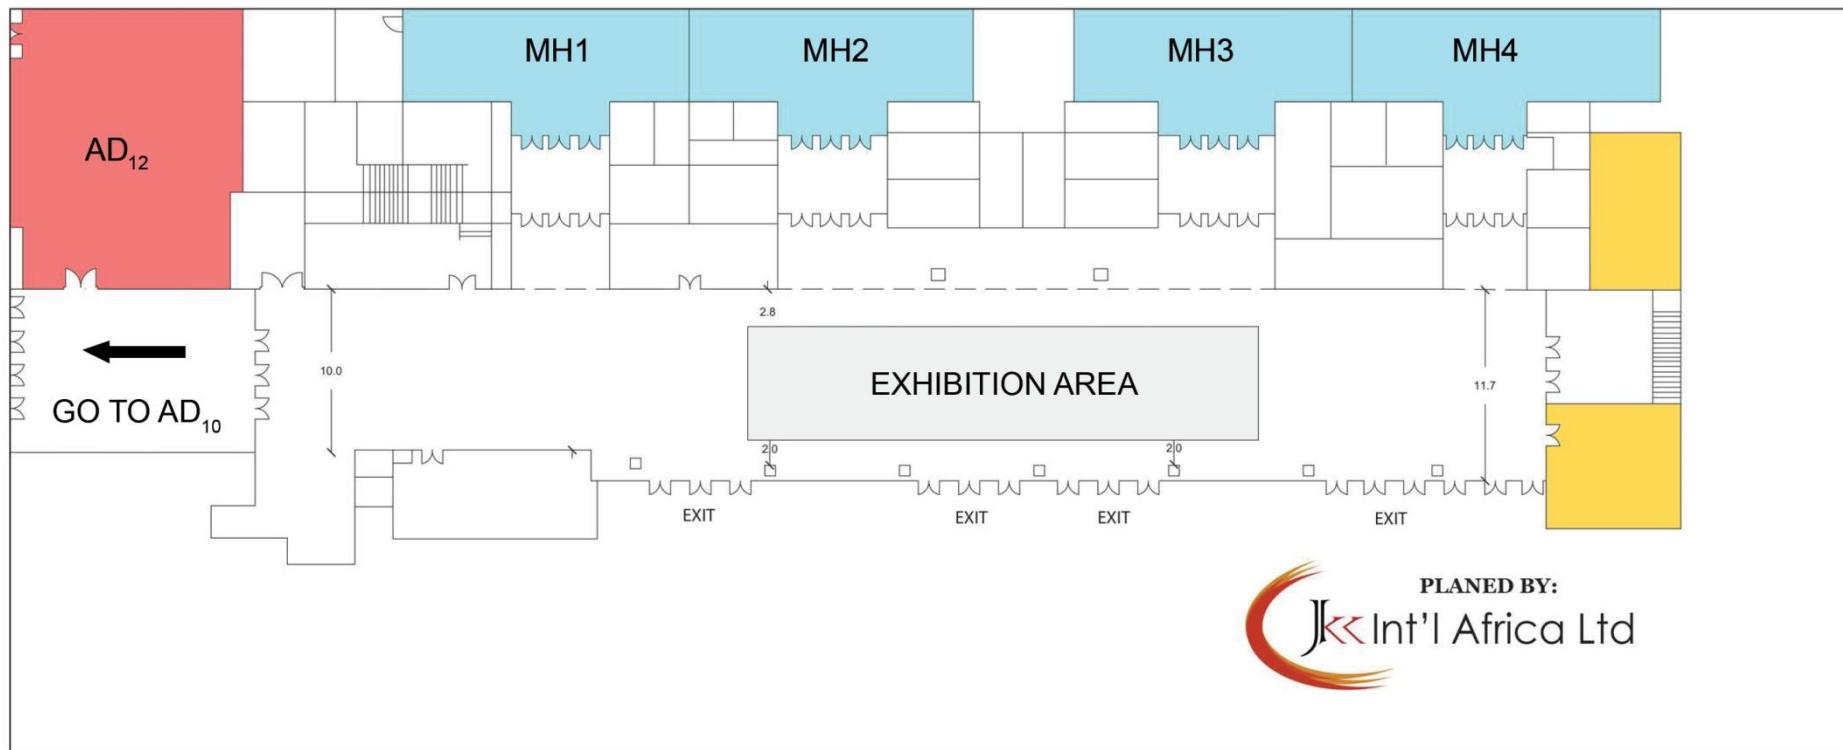 MH1
MH2
MH3
MH4
AD12
2.8
10.0
EXHIBITION AREA
11.7
GO TO AD10
2.0
2.0
EXIT
EXIT
EXIT
EXIT
PLANED BY:
Jkk Int'l Africa Ltd